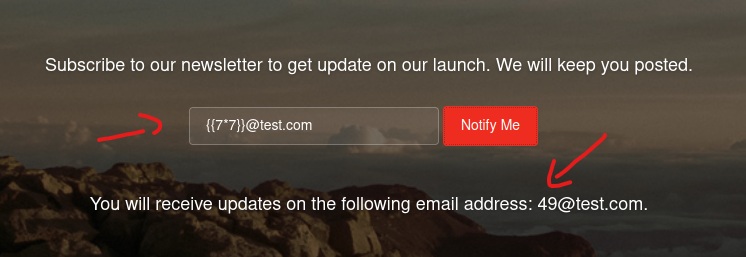 Subscribe to our newsletter to get update on our launch. We will keep you posted.
{{7*7}}@test.com Notify Me
You will receive updates on the following email address: 49@test.com.